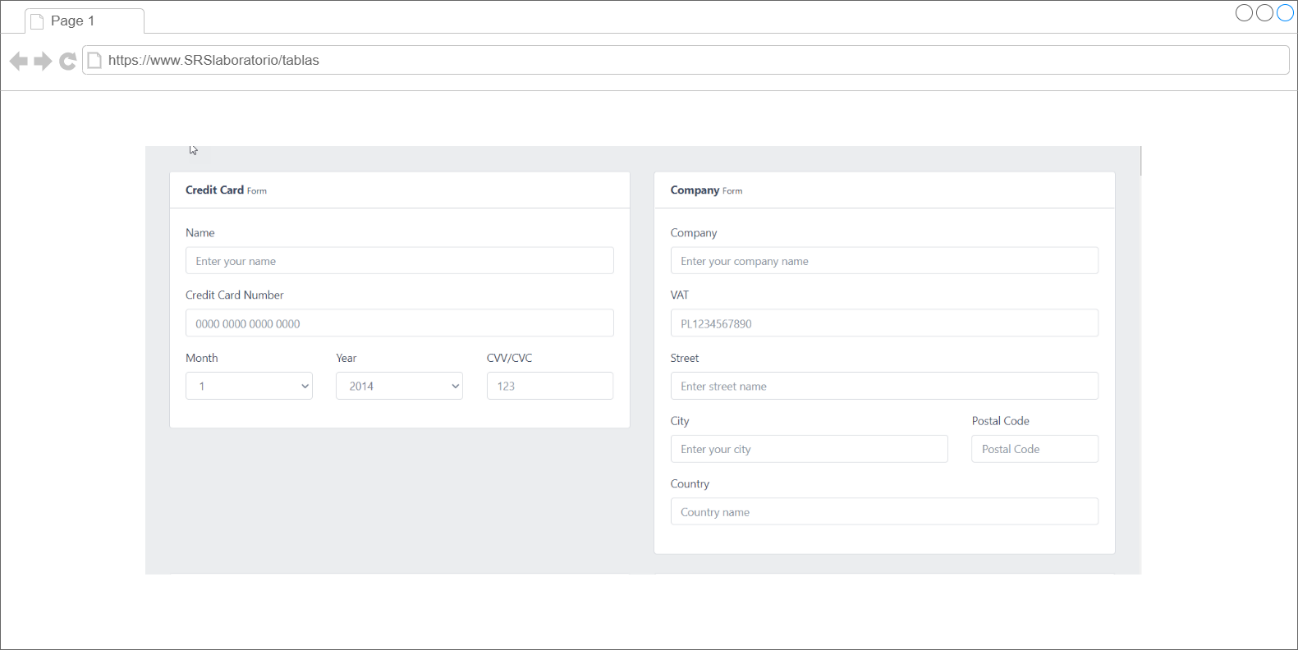 Page 1
https://www.SRSlaboratorio/tablas
Credit Card Form
Name
Enter your name
Credit Card Number
0000 0000 0000 0000
Month Year CVV/CVC
1 2014 123
Company Form
Company
Enter your company name
VAT
PL1234567890
Street
Enter street name
City Postal Code
Enter your city Postal Code
Country
Country name